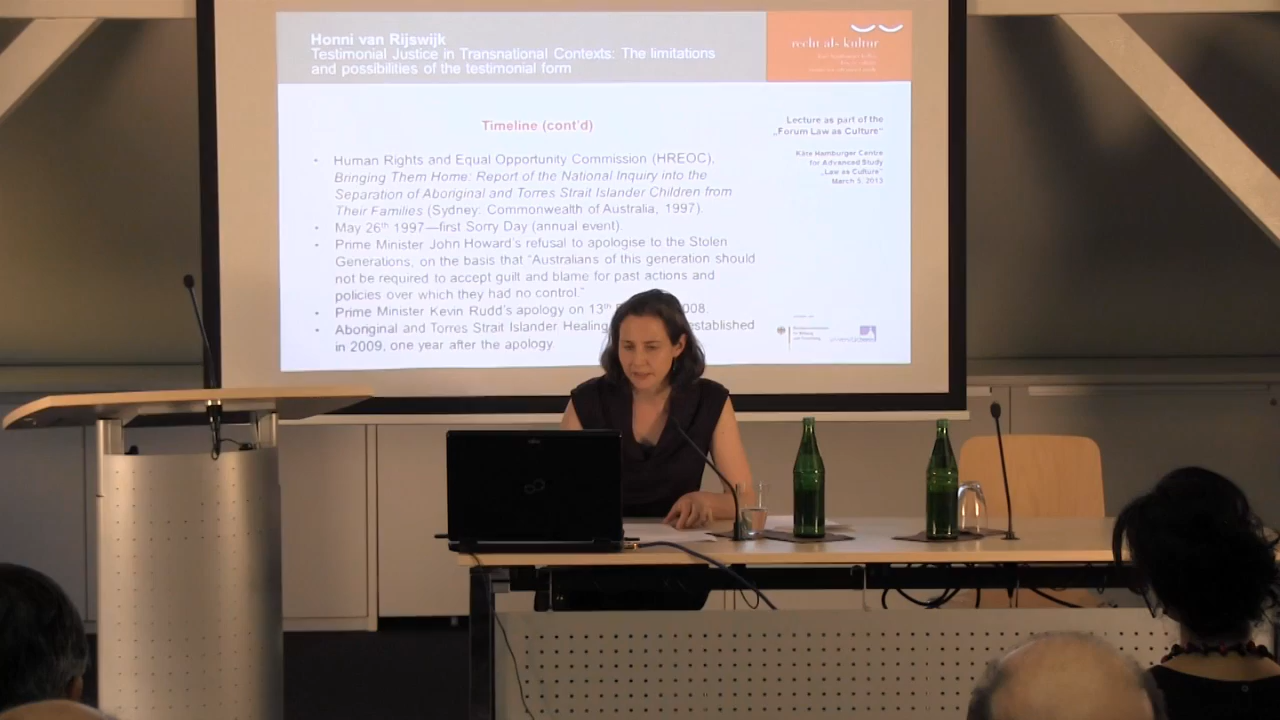 Honni van Rijswijk
Testimonial Justice in Transnational Contexts: The limitations
and possibilities of the testimonial form
recht als kultur
Lecture as part of the
„Forum Law as Culture“
Käte Hamburger Centre
for Advanced Study
„Law as Culture“
March 5, 2013
Timeline (cont'd)
• Human Rights and Equal Opportunity Commission (HREOC),
Bringing Them Home: Report of the National Inquiry into the
Separation of Aboriginal and Torres Strait Islander Children from
Their Families (Sydney: Commonwealth of Australia, 1997).
• May 26th 1997—first Sorry Day (annual event).
• Prime Minister John Howard's refusal to apologise to the Stolen
Generations, on the basis that “Australians of this generation should
not be required to accept guilt and blame for past actions and
policies over which they had no control.”
• Prime Minister Kevin Rudd's apology on 13th 008.
• Aboriginal and Torres Strait Islander Healing established
in 2009, one year after the apology.